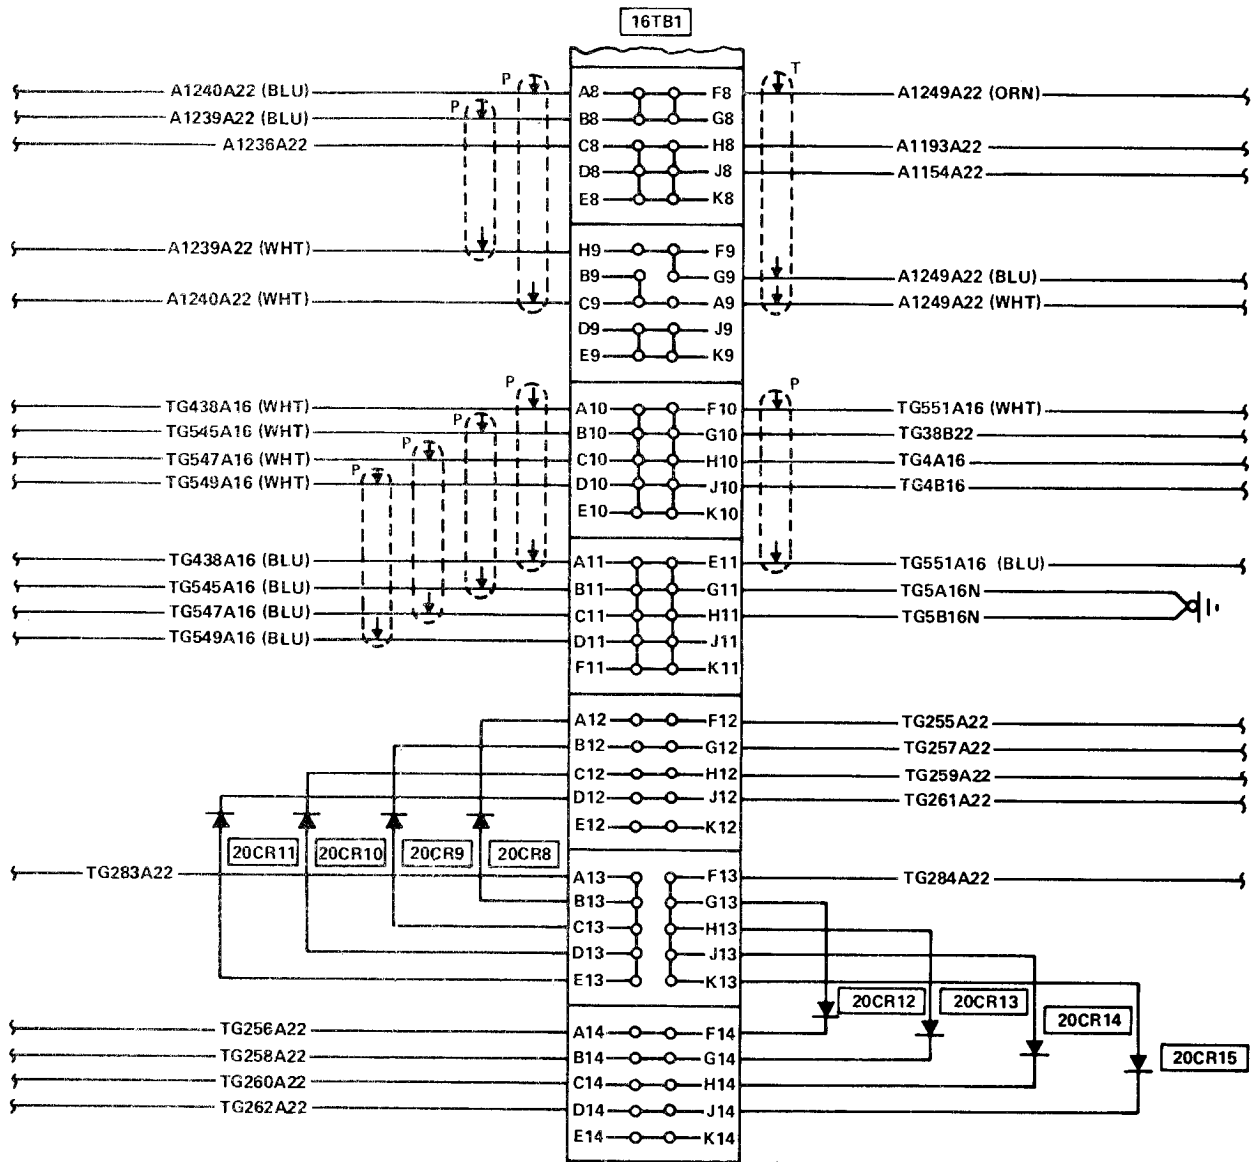 16TB1
P T
A1240A22 (BLU) A8 F8 A1249A22 (ORN)
P
A1239A22 (BLU) B8 G8
A1236A22 C8 H8 A1193A22
D8 J8 A1154A22
E8 K8
A1239A22 (WHT) H9 F9
B9 G9 A1249A22 (BLU)
A1240A22 (WHT) C9 A9 A1249A22 (WHT)
D9 J9
E9 K9
P P
TG438A16 (WHT) A10 F10 TG551A16 (WHT)
P
TG545A16 (WHT) B10 G10 TG38B22
P
TG547A16 (WHT) C10 H10 TG4A16
P
TG549A16 (WHT) D10 J10 TG4B16
E10 K10
TG438A16 (BLU) A11 E11 TG551A16 (BLU)
TG545A16 (BLU) B11 G11 TG5A16N
TG547A16 (BLU) C11 H11 TG5B16N
TG549A16 (BLU) D11 J11
F11 K11
A12 F12 TG255A22
B12 G12 TG257A22
C12 H12 TG259A22
D12 J12 TG261A22
E12 K12
20CR11 20CR10 20CR9 20CR8
TG283A22 A13 F13 TG284A22
B13 G13
C13 H13
D13 J13
E13 K13
20CR12 20CR13
20CR14
TG256A22 A14 F14
TG258A22 B14 G14 20CR15
TG260A22 C14 H14
TG262A22 D14 J14
E14 K14